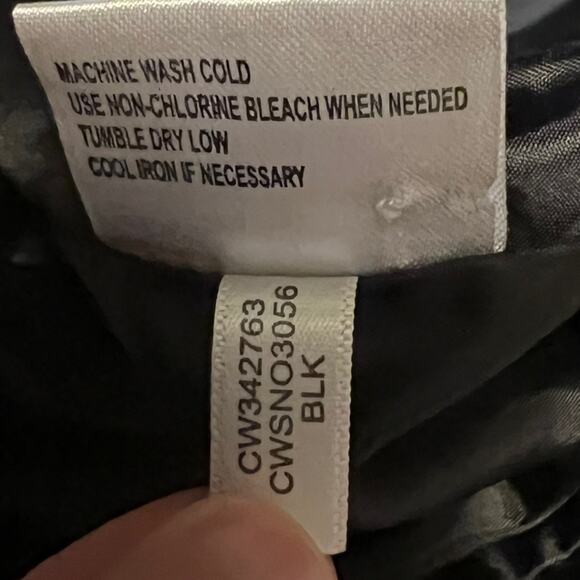 MACHINE WASH COLD
USE NON-CHLORINE BLEACH WHEN NEEDED
TUMBLE DRY LOW
COOL IRON IF NECESSARY
CW342763
CWSNO3056
BLK